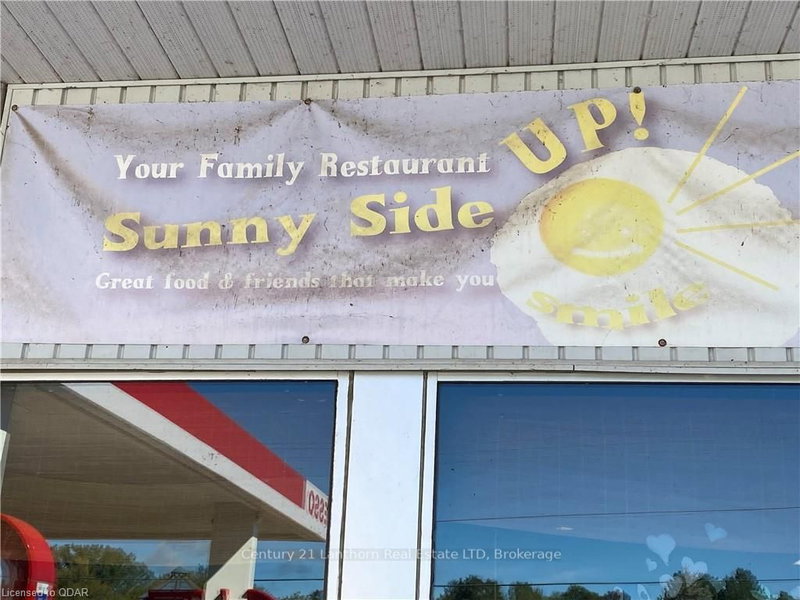 Your Family Restaurant
Sunny Side UP!
Great food & friends that make you
smile
ESSO
Century 21 Lanthorn Real Estate LTD, Brokerage
Licensed to QDAR